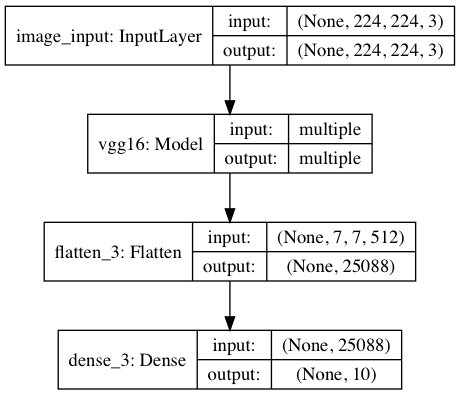 image_input: InputLayer
input: (None, 224, 224, 3)
output: (None, 224, 224, 3)
vgg16: Model
input: multiple
output: multiple
flatten_3: Flatten
input: (None, 7, 7, 512)
output: (None, 25088)
dense_3: Dense
input: (None, 25088)
output: (None, 10)